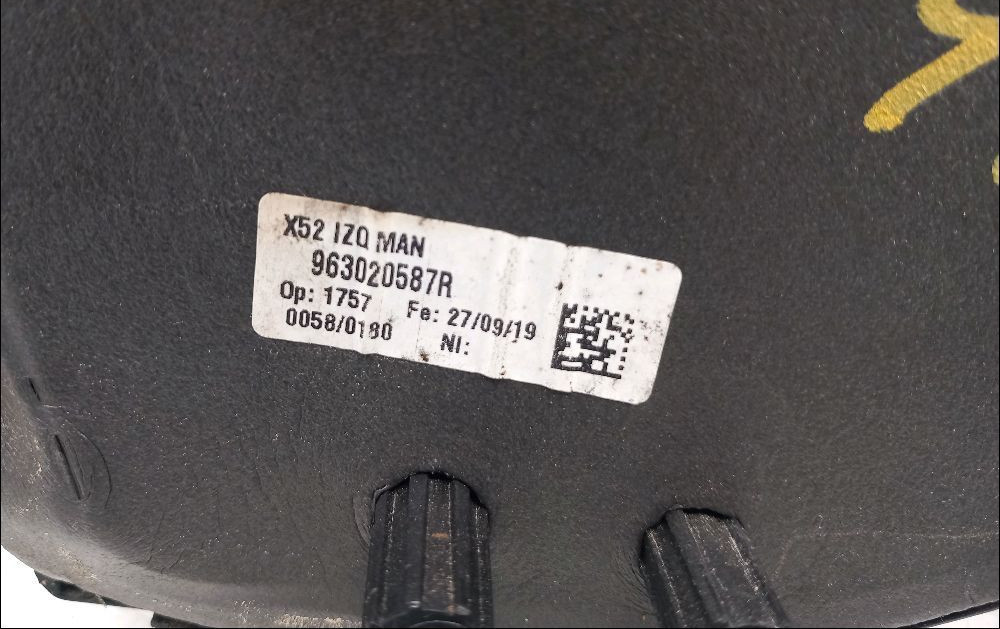 X52 IZQ MAN
963020587R
Op: 1757 Fe: 27/09/19
0058/0180 NI: